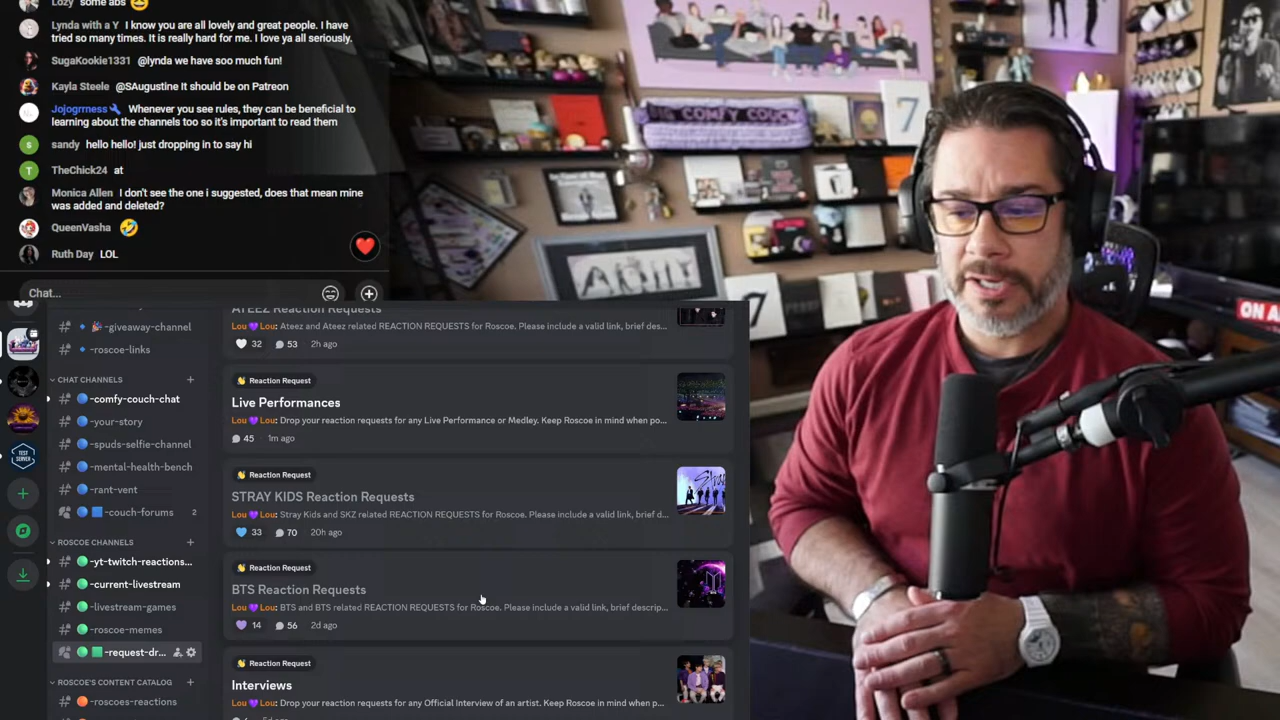 Lozy some abs
Lynda with a Y I know you are all lovely and great people. I have
tried so many times. It is really hard for me. I love ya all seriously.
SugaKookie1331 @lynda we have soo much fun!
Kayla Steele @SAugustine It should be on Patreon
Jojogrrness Whenever you see rules, they can be beneficial to
learning about the channels too so it's important to read them
S sandy hello hello! just dropping in to say hi
T TheChick24 at
Monica Allen I don't see the one i suggested, does that mean mine
was added and deleted?
QueenVasha
Ruth Day LOL
Chat...
BIG COMFY COUCH
7
ARMY
7
ON A
-giveaway-channel
-roscoe-links
CHAT CHANNELS
-comfy-couch-chat
-your-story
-spuds-selfie-channel
-mental-health-bench
-rant-vent
-couch-forums 2
ROSCOE CHANNELS
-yt-twitch-reactions...
-current-livestream
-livestream-games
-roscoe-memes
-request-dr...
ROSCOE'S CONTENT CATALOG
-roscoes-reactions
TEST SERVER
ATEEZ Reaction Requests
Lou Lou: Ateez and Ateez related REACTION REQUESTS for Roscoe. Please include a valid link, brief des...
32 53 2h ago
Reaction Request
Live Performances
Lou Lou: Drop your reaction requests for any Live Performance or Medley. Keep Roscoe in mind when po...
45 · 1m ago
Reaction Request
STRAY KIDS Reaction Requests
Lou Lou: Stray Kids and SKZ related REACTION REQUESTS for Roscoe. Please include a valid link, brief d...
33 70 20h ago
Reaction Request
BTS Reaction Requests
Lou Lou: BTS and BTS related REACTION REQUESTS for Roscoe. Please include a valid link, brief descrip...
14 56 2d ago
Reaction Request
Interviews
Lou Lou: Drop your reaction requests for any Official Interview of an artist. Keep Roscoe in mind when p...